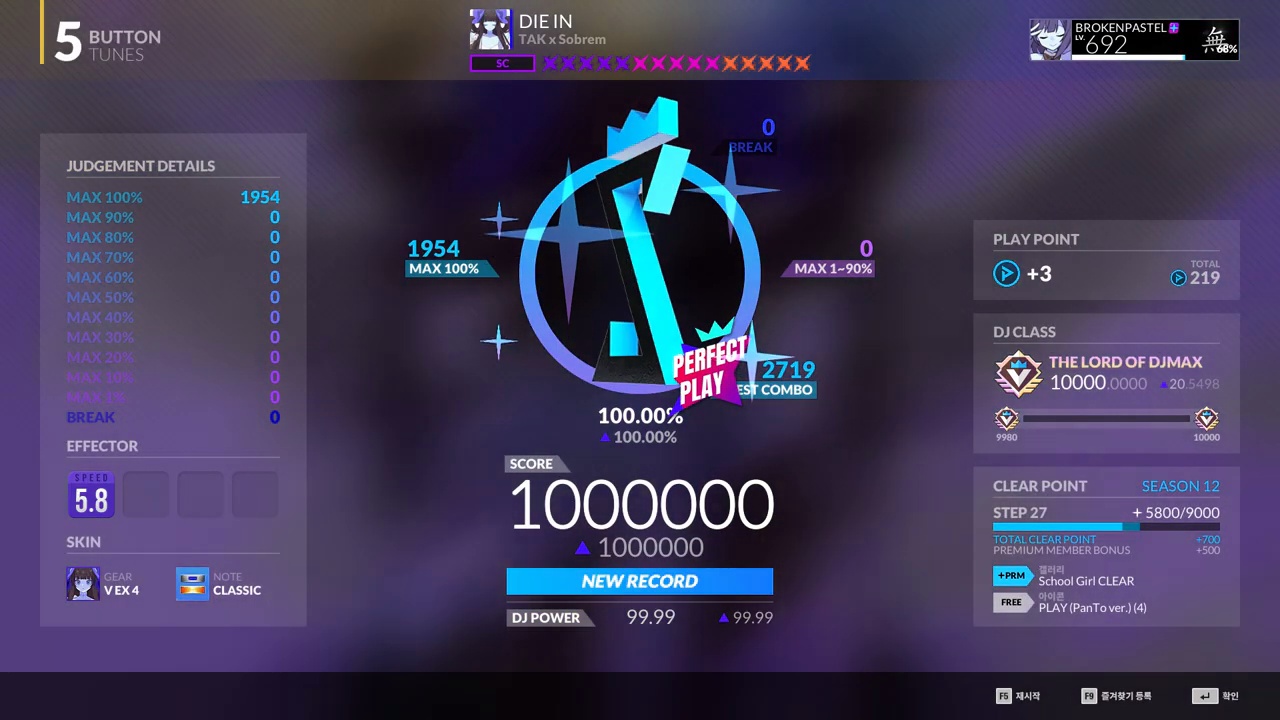 5 BUTTON TUNES
DIE IN
TAK x Sobrem
SC
BROKENPASTEL
LV. 692
無
68%
JUDGEMENT DETAILS
MAX 100% 1954
MAX 90% 0
MAX 80% 0
MAX 70% 0
MAX 60% 0
MAX 50% 0
MAX 40% 0
MAX 30% 0
MAX 20% 0
MAX 10% 0
MAX 1% 0
BREAK 0
EFFECTOR
SPEED
5.8
SKIN
GEAR
V EX 4
NOTE
CLASSIC
0
BREAK
1954
MAX 100%
0
MAX 1~90%
PERFECT PLAY
2719
EST COMBO
100.00%
100.00%
SCORE
1000000
1000000
NEW RECORD
DJ POWER 99.99 99.99
PLAY POINT
+3
TOTAL
219
DJ CLASS
THE LORD OF DJMAX
10000.0000 20.5498
9980 10000
CLEAR POINT SEASON 12
STEP 27 + 5800/9000
TOTAL CLEAR POINT +700
PREMIUM MEMBER BONUS +500
+PRM 갤러리
School Girl CLEAR
FREE 아이콘
PLAY (PanTo ver.) (4)
F5 재시작 F9 즐겨찾기 등록 확인